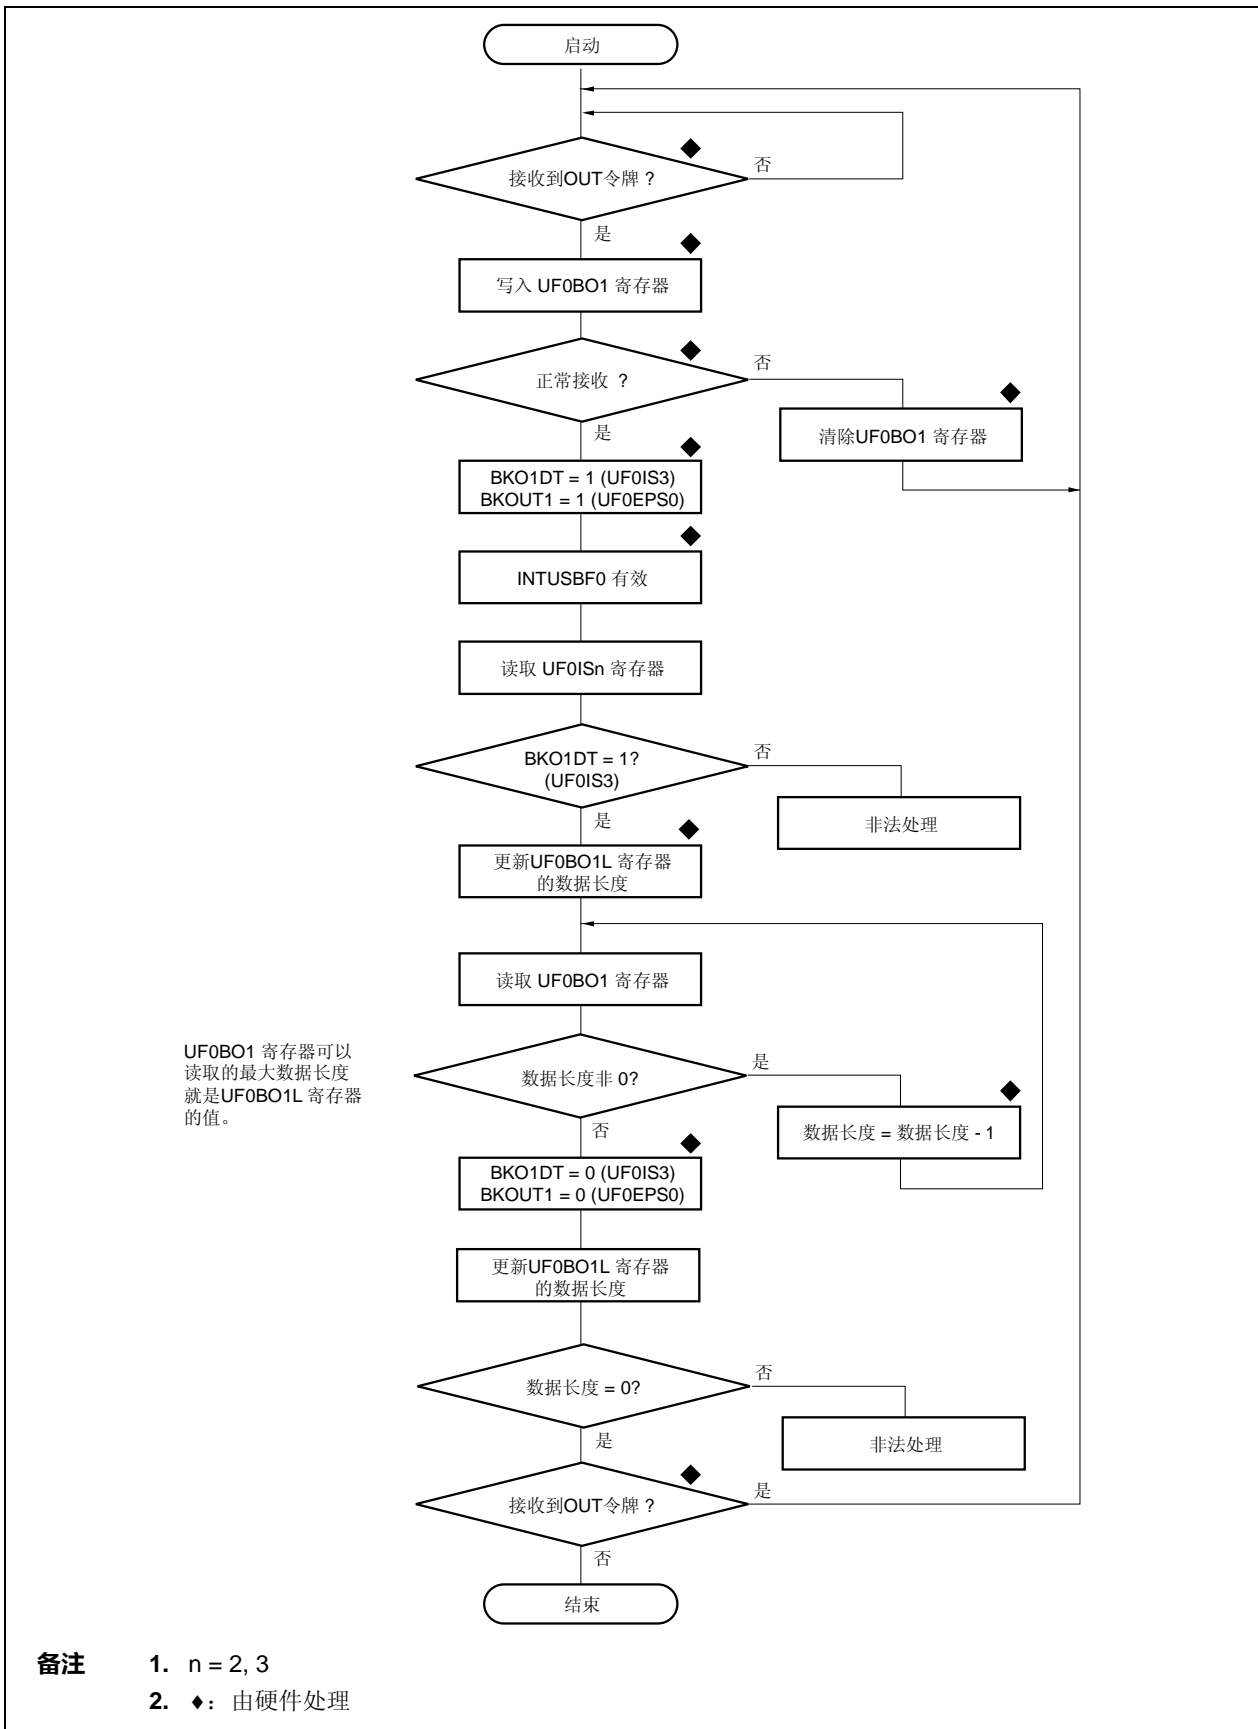 启动
接收到OUT令牌 ?
否
是
写入 UF0BO1 寄存器
正常接收 ?
否
是
清除UF0BO1 寄存器
BKO1DT = 1 (UF0IS3)
BKOUT1 = 1 (UF0EPS0)
INTUSBF0 有效
读取 UF0ISn 寄存器
BKO1DT = 1?
(UF0IS3)
否
是
非法处理
更新UF0BO1L 寄存器
的数据长度
读取 UF0BO1 寄存器
UF0BO1 寄存器可以
读取的最大数据长度
就是UF0BO1L 寄存器
的值。
数据长度非 0?
是
否
数据长度 = 数据长度 - 1
BKO1DT = 0 (UF0IS3)
BKOUT1 = 0 (UF0EPS0)
更新UF0BO1L 寄存器
的数据长度
数据长度 = 0?
否
是
非法处理
接收到OUT令牌 ?
是
否
结束
备注 1. n = 2, 3
2. ♦：由硬件处理